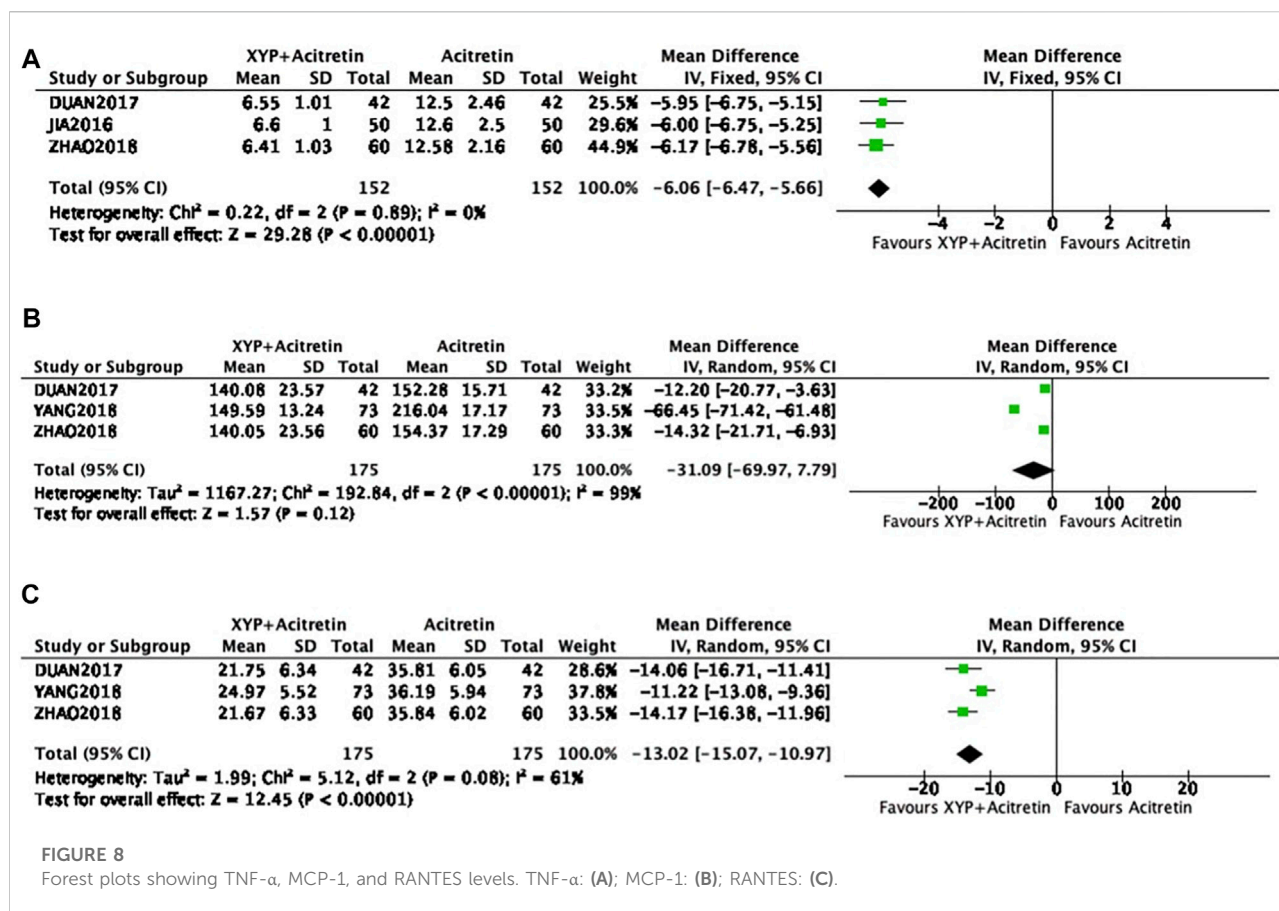 A
XYP+Acitretin Acitretin Mean Difference Mean Difference
Study or Subgroup Mean SD Total Mean SD Total Weight IV, Fixed, 95% CI IV, Fixed, 95% CI
DUAN2017 6.55 1.01 42 12.5 2.46 42 25.5% −5.95 [−6.75, −5.15]
JIA2016 6.6 1 50 12.6 2.5 50 29.6% −6.00 [−6.75, −5.25]
ZHAO2018 6.41 1.03 60 12.58 2.16 60 44.9% −6.17 [−6.78, −5.56]
Total (95% CI) 152 152 100.0% −6.06 [−6.47, −5.66]
Heterogeneity: Chi² = 0.22, df = 2 (P = 0.89); I² = 0%
Test for overall effect: Z = 29.28 (P < 0.00001)
−4 −2 0 2 4
Favours XYP+Acitretin Favours Acitretin
B
XYP+Acitretin Acitretin Mean Difference Mean Difference
Study or Subgroup Mean SD Total Mean SD Total Weight IV, Random, 95% CI IV, Random, 95% CI
DUAN2017 140.08 23.57 42 152.28 15.71 42 33.2% −12.20 [−20.77, −3.63]
YANG2018 149.59 13.24 73 216.04 17.17 73 33.5% −66.45 [−71.42, −61.48]
ZHAO2018 140.05 23.56 60 154.37 17.29 60 33.3% −14.32 [−21.71, −6.93]
Total (95% CI) 175 175 100.0% −31.09 [−69.97, 7.79]
Heterogeneity: Tau² = 1167.27; Chi² = 192.84, df = 2 (P < 0.00001); I² = 99%
Test for overall effect: Z = 1.57 (P = 0.12)
−200 −100 0 100 200
Favours XYP+Acitretin Favours Acitretin
C
XYP+Acitretin Acitretin Mean Difference Mean Difference
Study or Subgroup Mean SD Total Mean SD Total Weight IV, Random, 95% CI IV, Random, 95% CI
DUAN2017 21.75 6.34 42 35.81 6.05 42 28.6% −14.06 [−16.71, −11.41]
YANG2018 24.97 5.52 73 36.19 5.94 73 37.8% −11.22 [−13.08, −9.36]
ZHAO2018 21.67 6.33 60 35.84 6.02 60 33.5% −14.17 [−16.38, −11.96]
Total (95% CI) 175 175 100.0% −13.02 [−15.07, −10.97]
Heterogeneity: Tau² = 1.99; Chi² = 5.12, df = 2 (P = 0.08); I² = 61%
Test for overall effect: Z = 12.45 (P < 0.00001)
−20 −10 0 10 20
Favours XYP+Acitretin Favours Acitretin
FIGURE 8
Forest plots showing TNF-α, MCP-1, and RANTES levels. TNF-α: (A); MCP-1: (B); RANTES: (C).